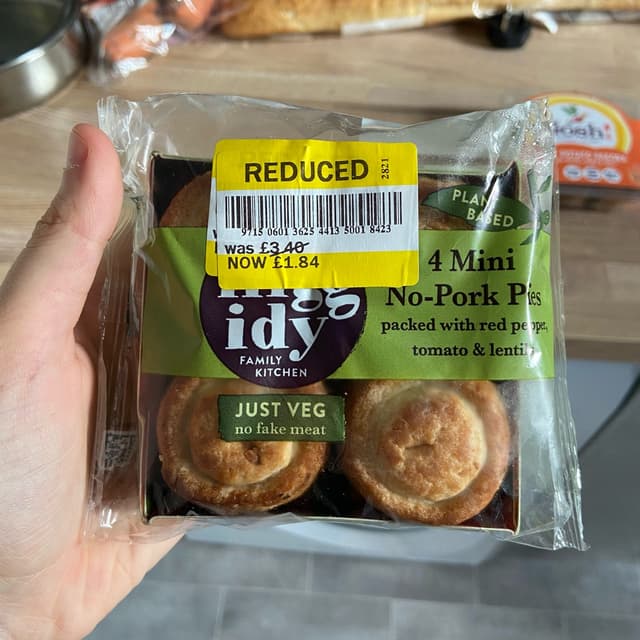 REDUCED
2821
9715 0601 3625 4413 5001 8423
was £3.40
NOW £1.84
PLANT
BASED
4 Mini
No-Pork Pies
packed with red pepper,
tomato & lentils
idy
FAMILY
KITCHEN
JUST VEG
no fake meat